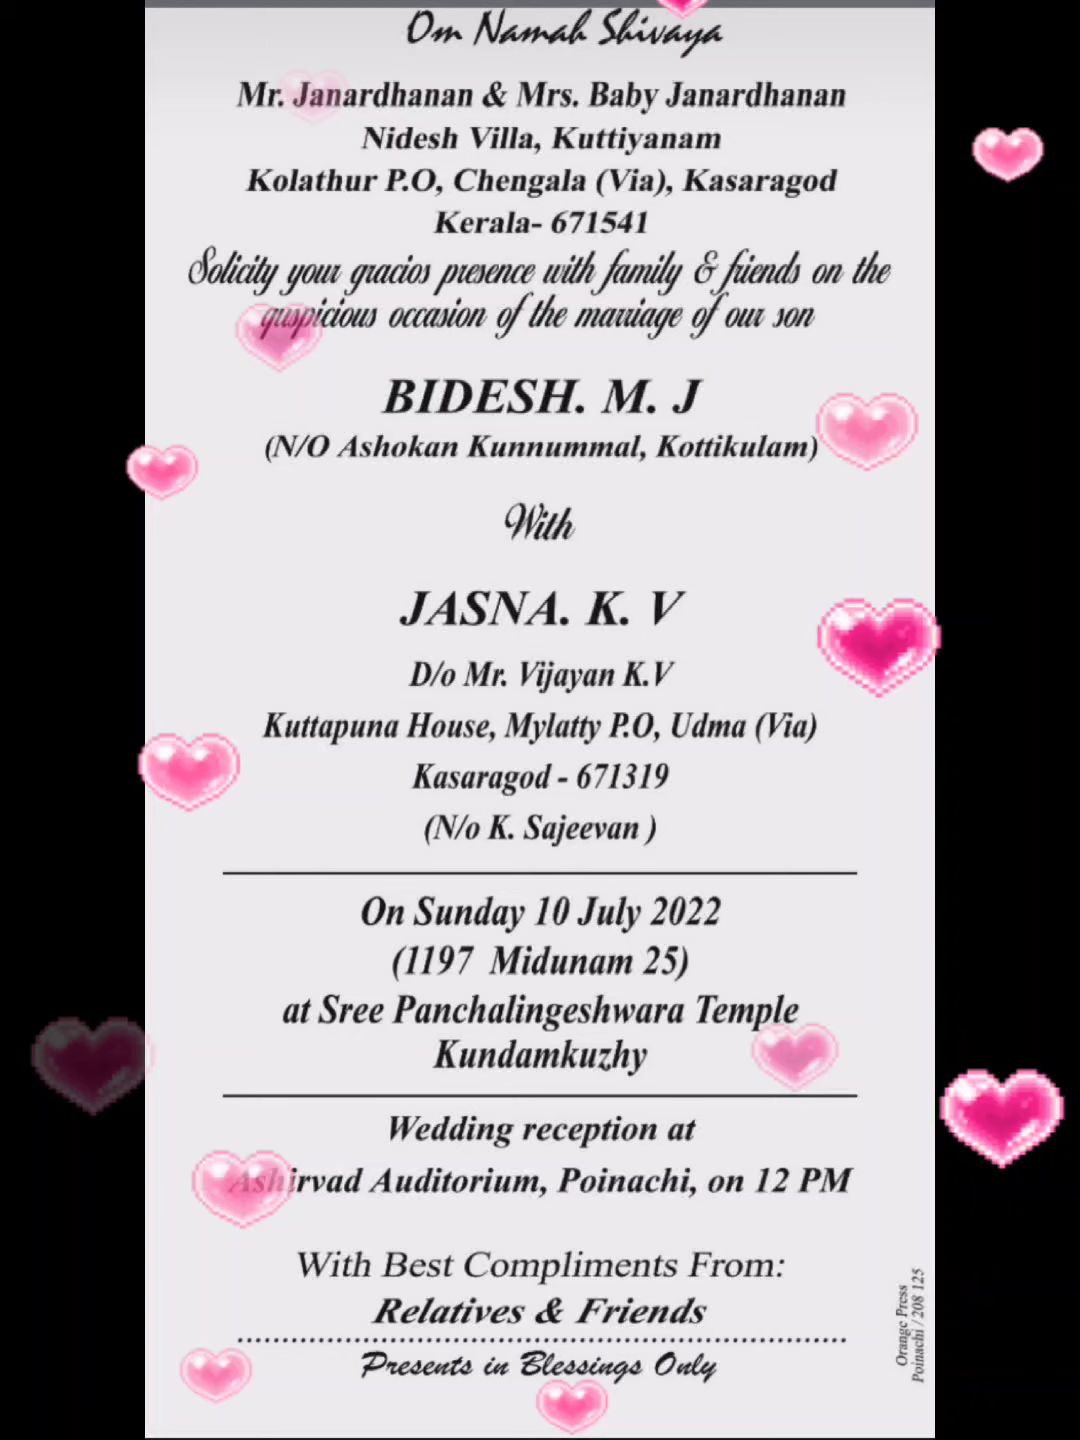 Om Namah Shivaya
Mr. Janardhanan & Mrs. Baby Janardhanan
Nidesh Villa, Kuttiyanam
Kolathur P.O, Chengala (Via), Kasaragod
Kerala- 671541
Solicity your gracios presence with family & friends on the
auspicious occasion of the marriage of our son
BIDESH. M. J
(N/O Ashokan Kunnummal, Kottikulam)
With
JASNA. K. V
D/o Mr. Vijayan K.V
Kuttapuna House, Mylatty P.O, Udma (Via)
Kasaragod - 671319
(N/o K. Sajeevan )
On Sunday 10 July 2022
(1197 Midunam 25)
at Sree Panchalingeshwara Temple
Kundamkuzhy
Wedding reception at
Ashirvad Auditorium, Poinachi, on 12 PM
With Best Compliments From:
Relatives & Friends
Presents in Blessings Only
Orange Press
Poinachi / 208 125